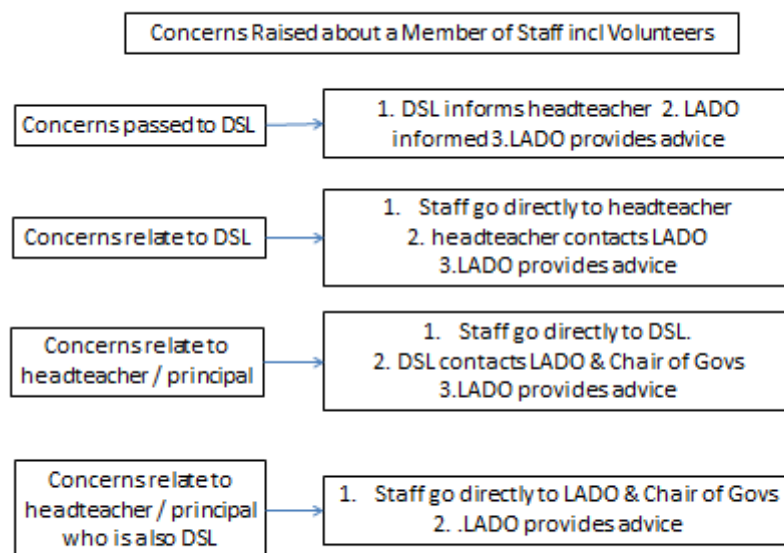 Concerns Raised about a Member of Staff incl Volunteers
Concerns passed to DSL
1. DSL informs headteacher 2. LADO
informed 3.LADO provides advice
Concerns relate to DSL
1. Staff go directly to headteacher
2. headteacher contacts LADO
3.LADO provides advice
Concerns relate to
headteacher / principal
1. Staff go directly to DSL.
2. DSL contacts LADO & Chair of Govs
3.LADO provides advice
Concerns relate to
headteacher / principal
who is also DSL
1. Staff go directly to LADO & Chair of Govs
2. .LADO provides advice